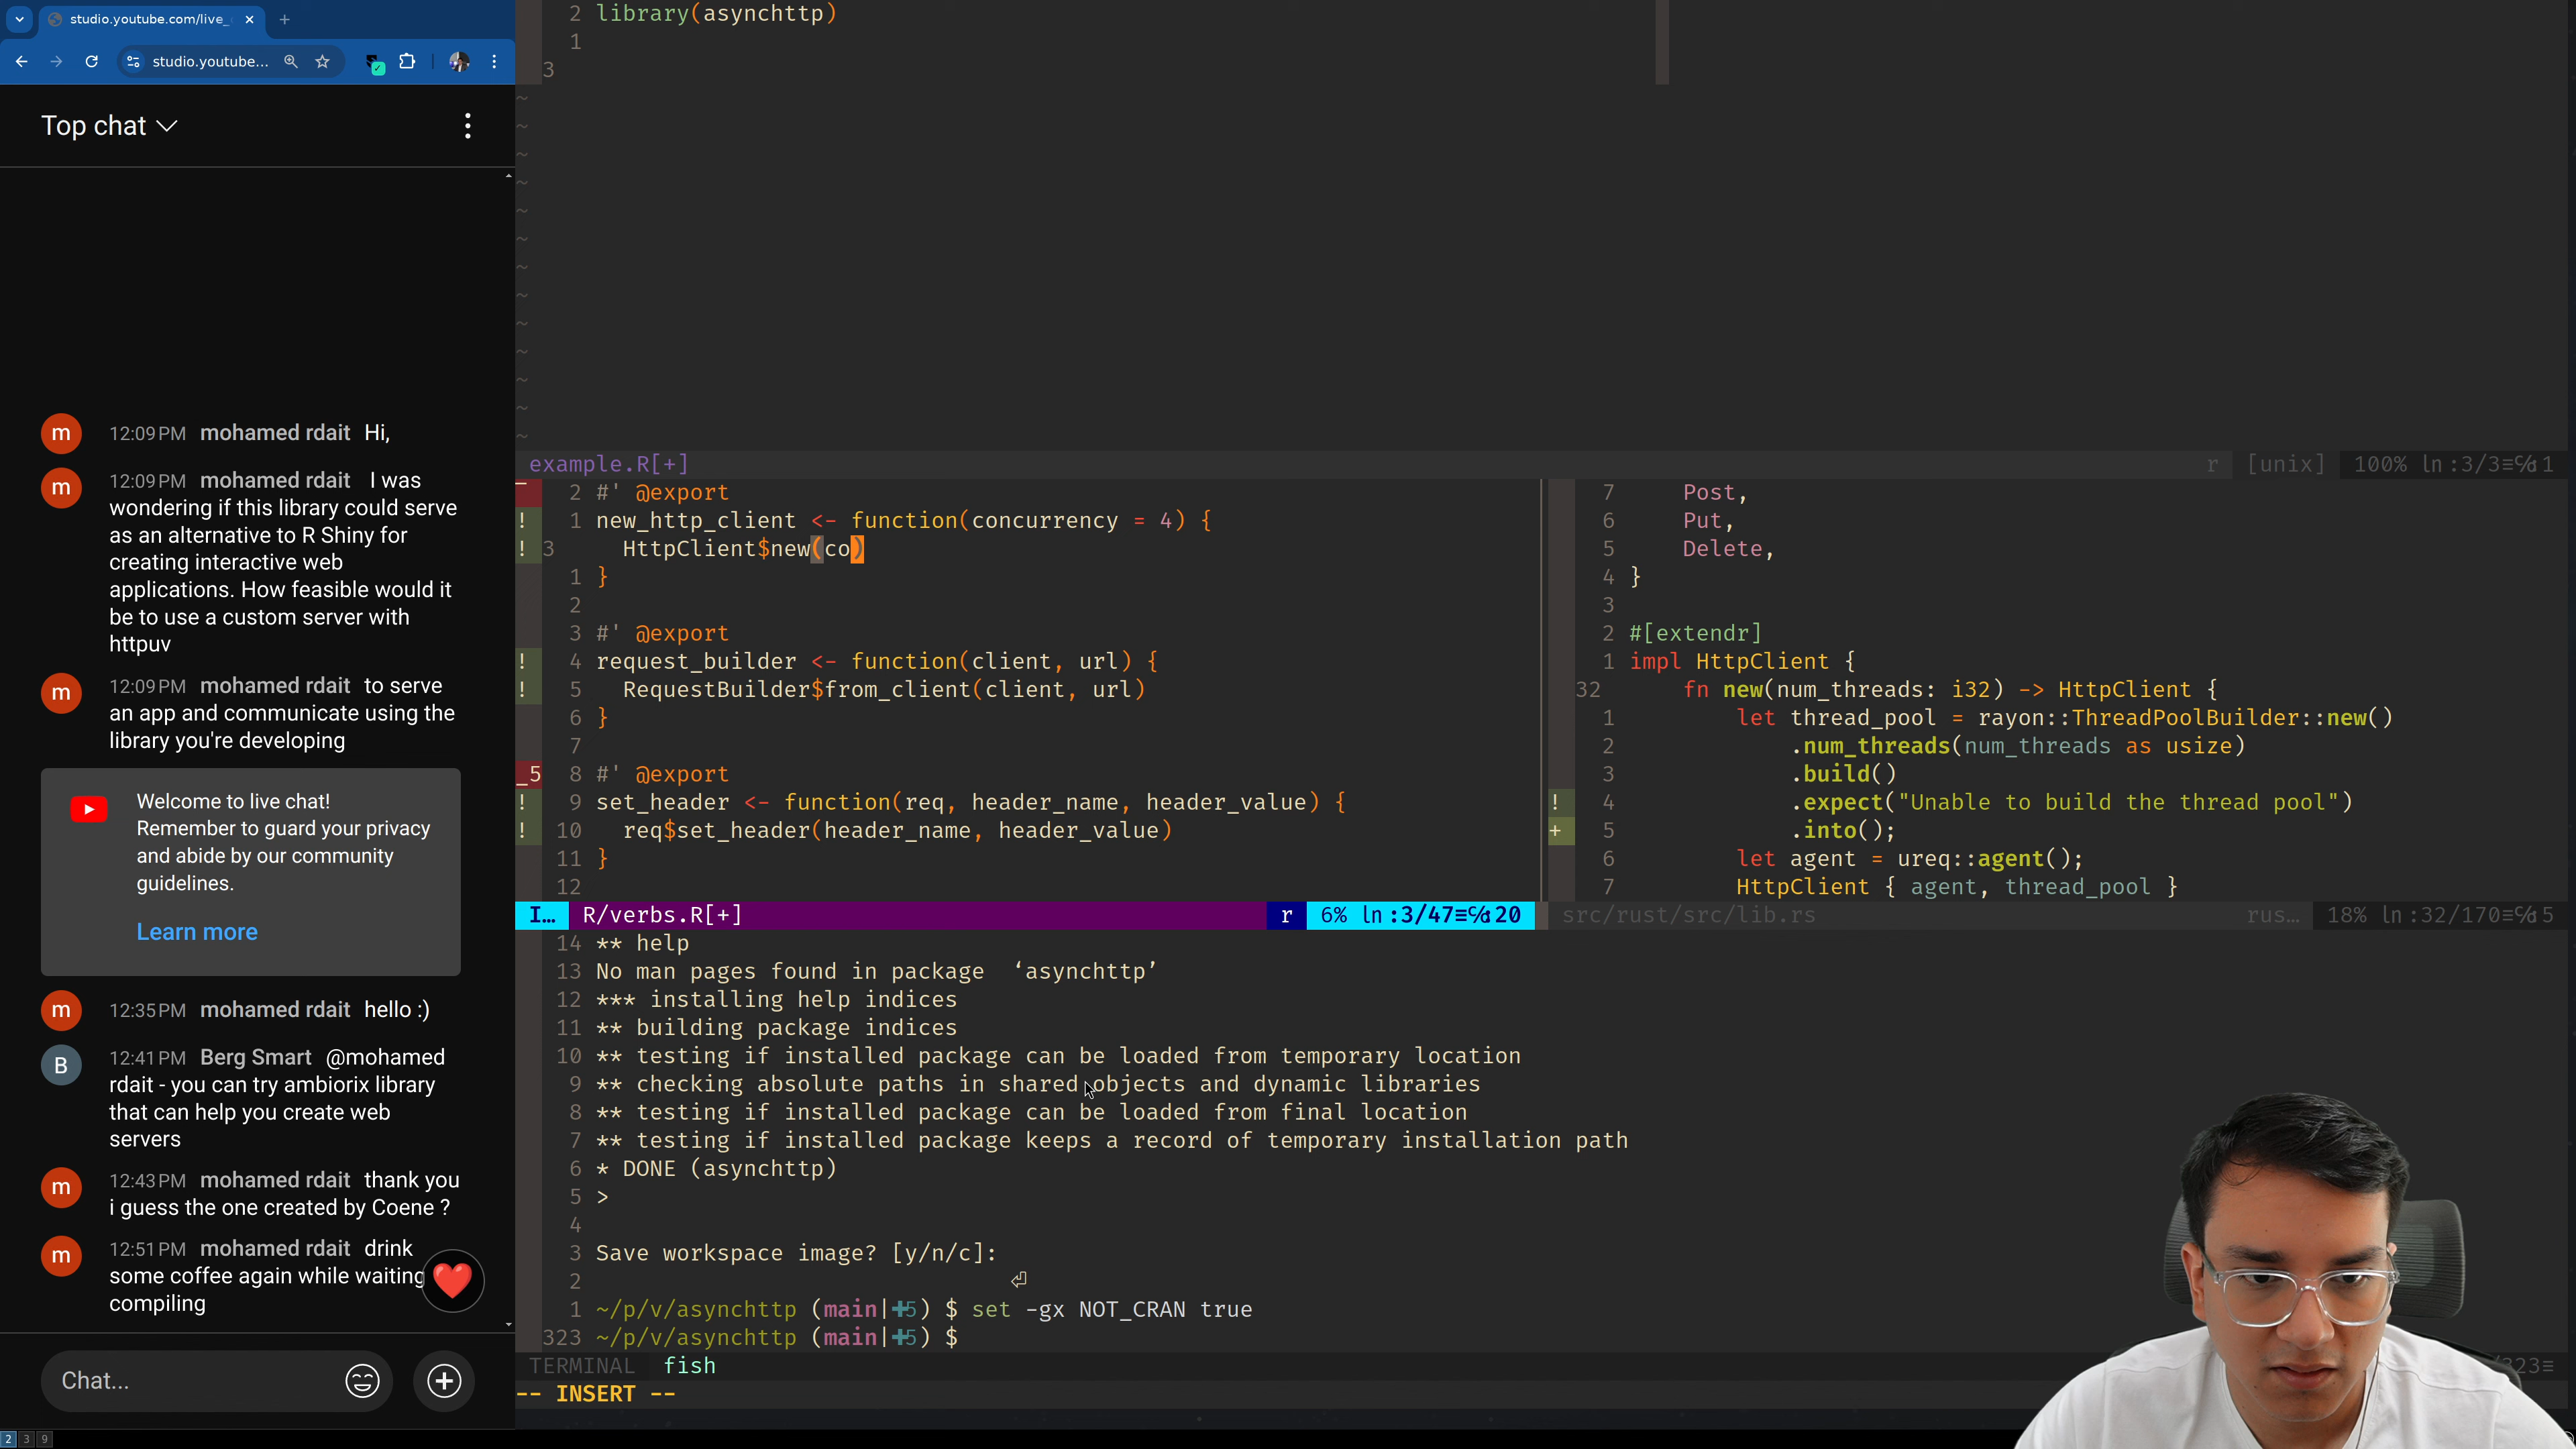 studio.youtube.com/live_
studio.youtube...
Top chat
12:09 PM mohamed rdait Hi,
12:09 PM mohamed rdait I was
wondering if this library could serve
as an alternative to R Shiny for
creating interactive web
applications. How feasible would it
be to use a custom server with
httpuv
12:09 PM mohamed rdait to serve
an app and communicate using the
library you're developing
Welcome to live chat!
Remember to guard your privacy
and abide by our community
guidelines.
Learn more
12:35 PM mohamed rdait hello :)
12:41 PM Berg Smart @mohamed
rdait - you can try ambiorix library
that can help you create web
servers
12:43 PM mohamed rdait thank you
i guess the one created by Coene ?
12:51 PM mohamed rdait drink
some coffee again while waiting
compiling
Chat...
2 3 9
2 library(asynchttp)
1
3
example.R[+] r [unix] 100% ln:3/3≡℅:1
2 #' @export
! 1 new_http_client <- function(concurrency = 4) {
! 3 HttpClient$new(co)
1 }
2
3 #' @export
! 4 request_builder <- function(client, url) {
! 5 RequestBuilder$from_client(client, url)
6 }
7
_5 8 #' @export
! 9 set_header <- function(req, header_name, header_value) {
! 10 req$set_header(header_name, header_value)
11 }
12
I... R/verbs.R[+] r 6% ln:3/47≡℅:20
7 Post,
6 Put,
5 Delete,
4 }
3
2 #[extendr]
1 impl HttpClient {
32 fn new(num_threads: i32) -> HttpClient {
1 let thread_pool = rayon::ThreadPoolBuilder::new()
2 .num_threads(num_threads as usize)
3 .build()
! 4 .expect("Unable to build the thread pool")
+ 5 .into();
6 let agent = ureq::agent();
7 HttpClient { agent, thread_pool }
src/rust/src/lib.rs rus... 18% ln:32/170≡℅:5
14 ** help
13 No man pages found in package ‘asynchttp’
12 *** installing help indices
11 ** building package indices
10 ** testing if installed package can be loaded from temporary location
9 ** checking absolute paths in shared objects and dynamic libraries
8 ** testing if installed package can be loaded from final location
7 ** testing if installed package keeps a record of temporary installation path
6 * DONE (asynchttp)
5 >
4
3 Save workspace image? [y/n/c]:
2
1 ~/p/v/asynchttp (main|✚5) $ set -gx NOT_CRAN true
323 ~/p/v/asynchttp (main|✚5) $
TERMINAL fish
-- INSERT --